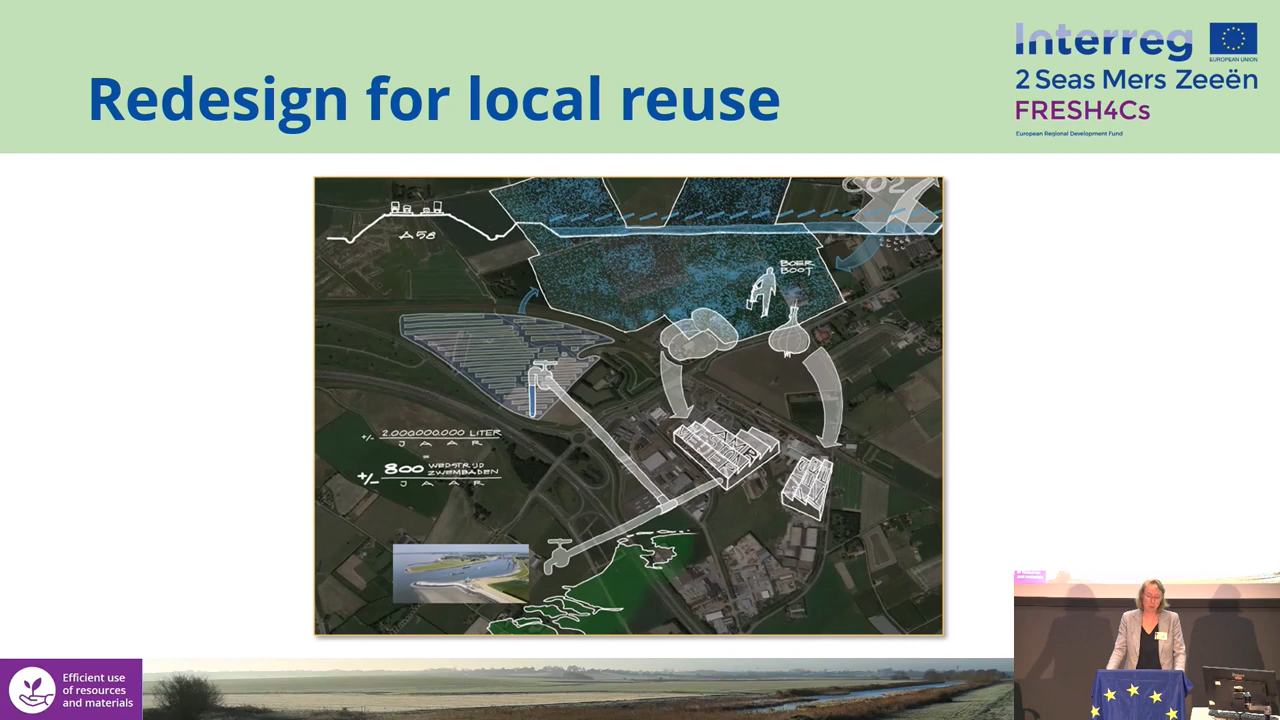 Redesign for local reuse
Interreg
EUROPEAN UNION
2 Seas Mers Zeeën
FRESH4Cs
European Regional Development Fund
CO2
A58
BOER
BOOT
+/- 2.000.000.000 LITER
JAAR
=
+/- 800 WEDSTRIJD
ZWEMBADEN
JAAR
Efficient use
of resources
and materials